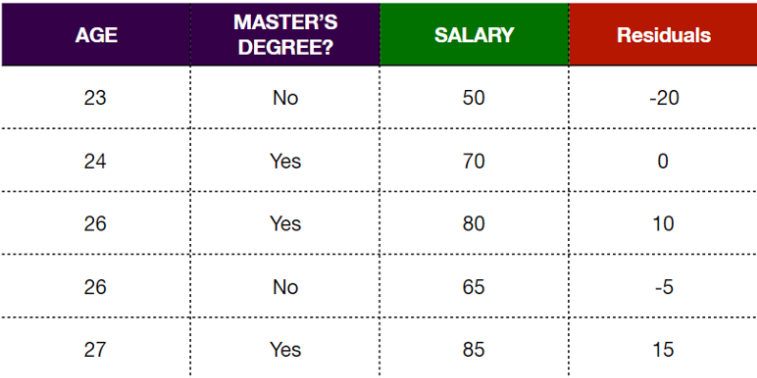 AGE MASTER'S DEGREE? SALARY Residuals
23 No 50 -20
24 Yes 70 0
26 Yes 80 10
26 No 65 -5
27 Yes 85 15